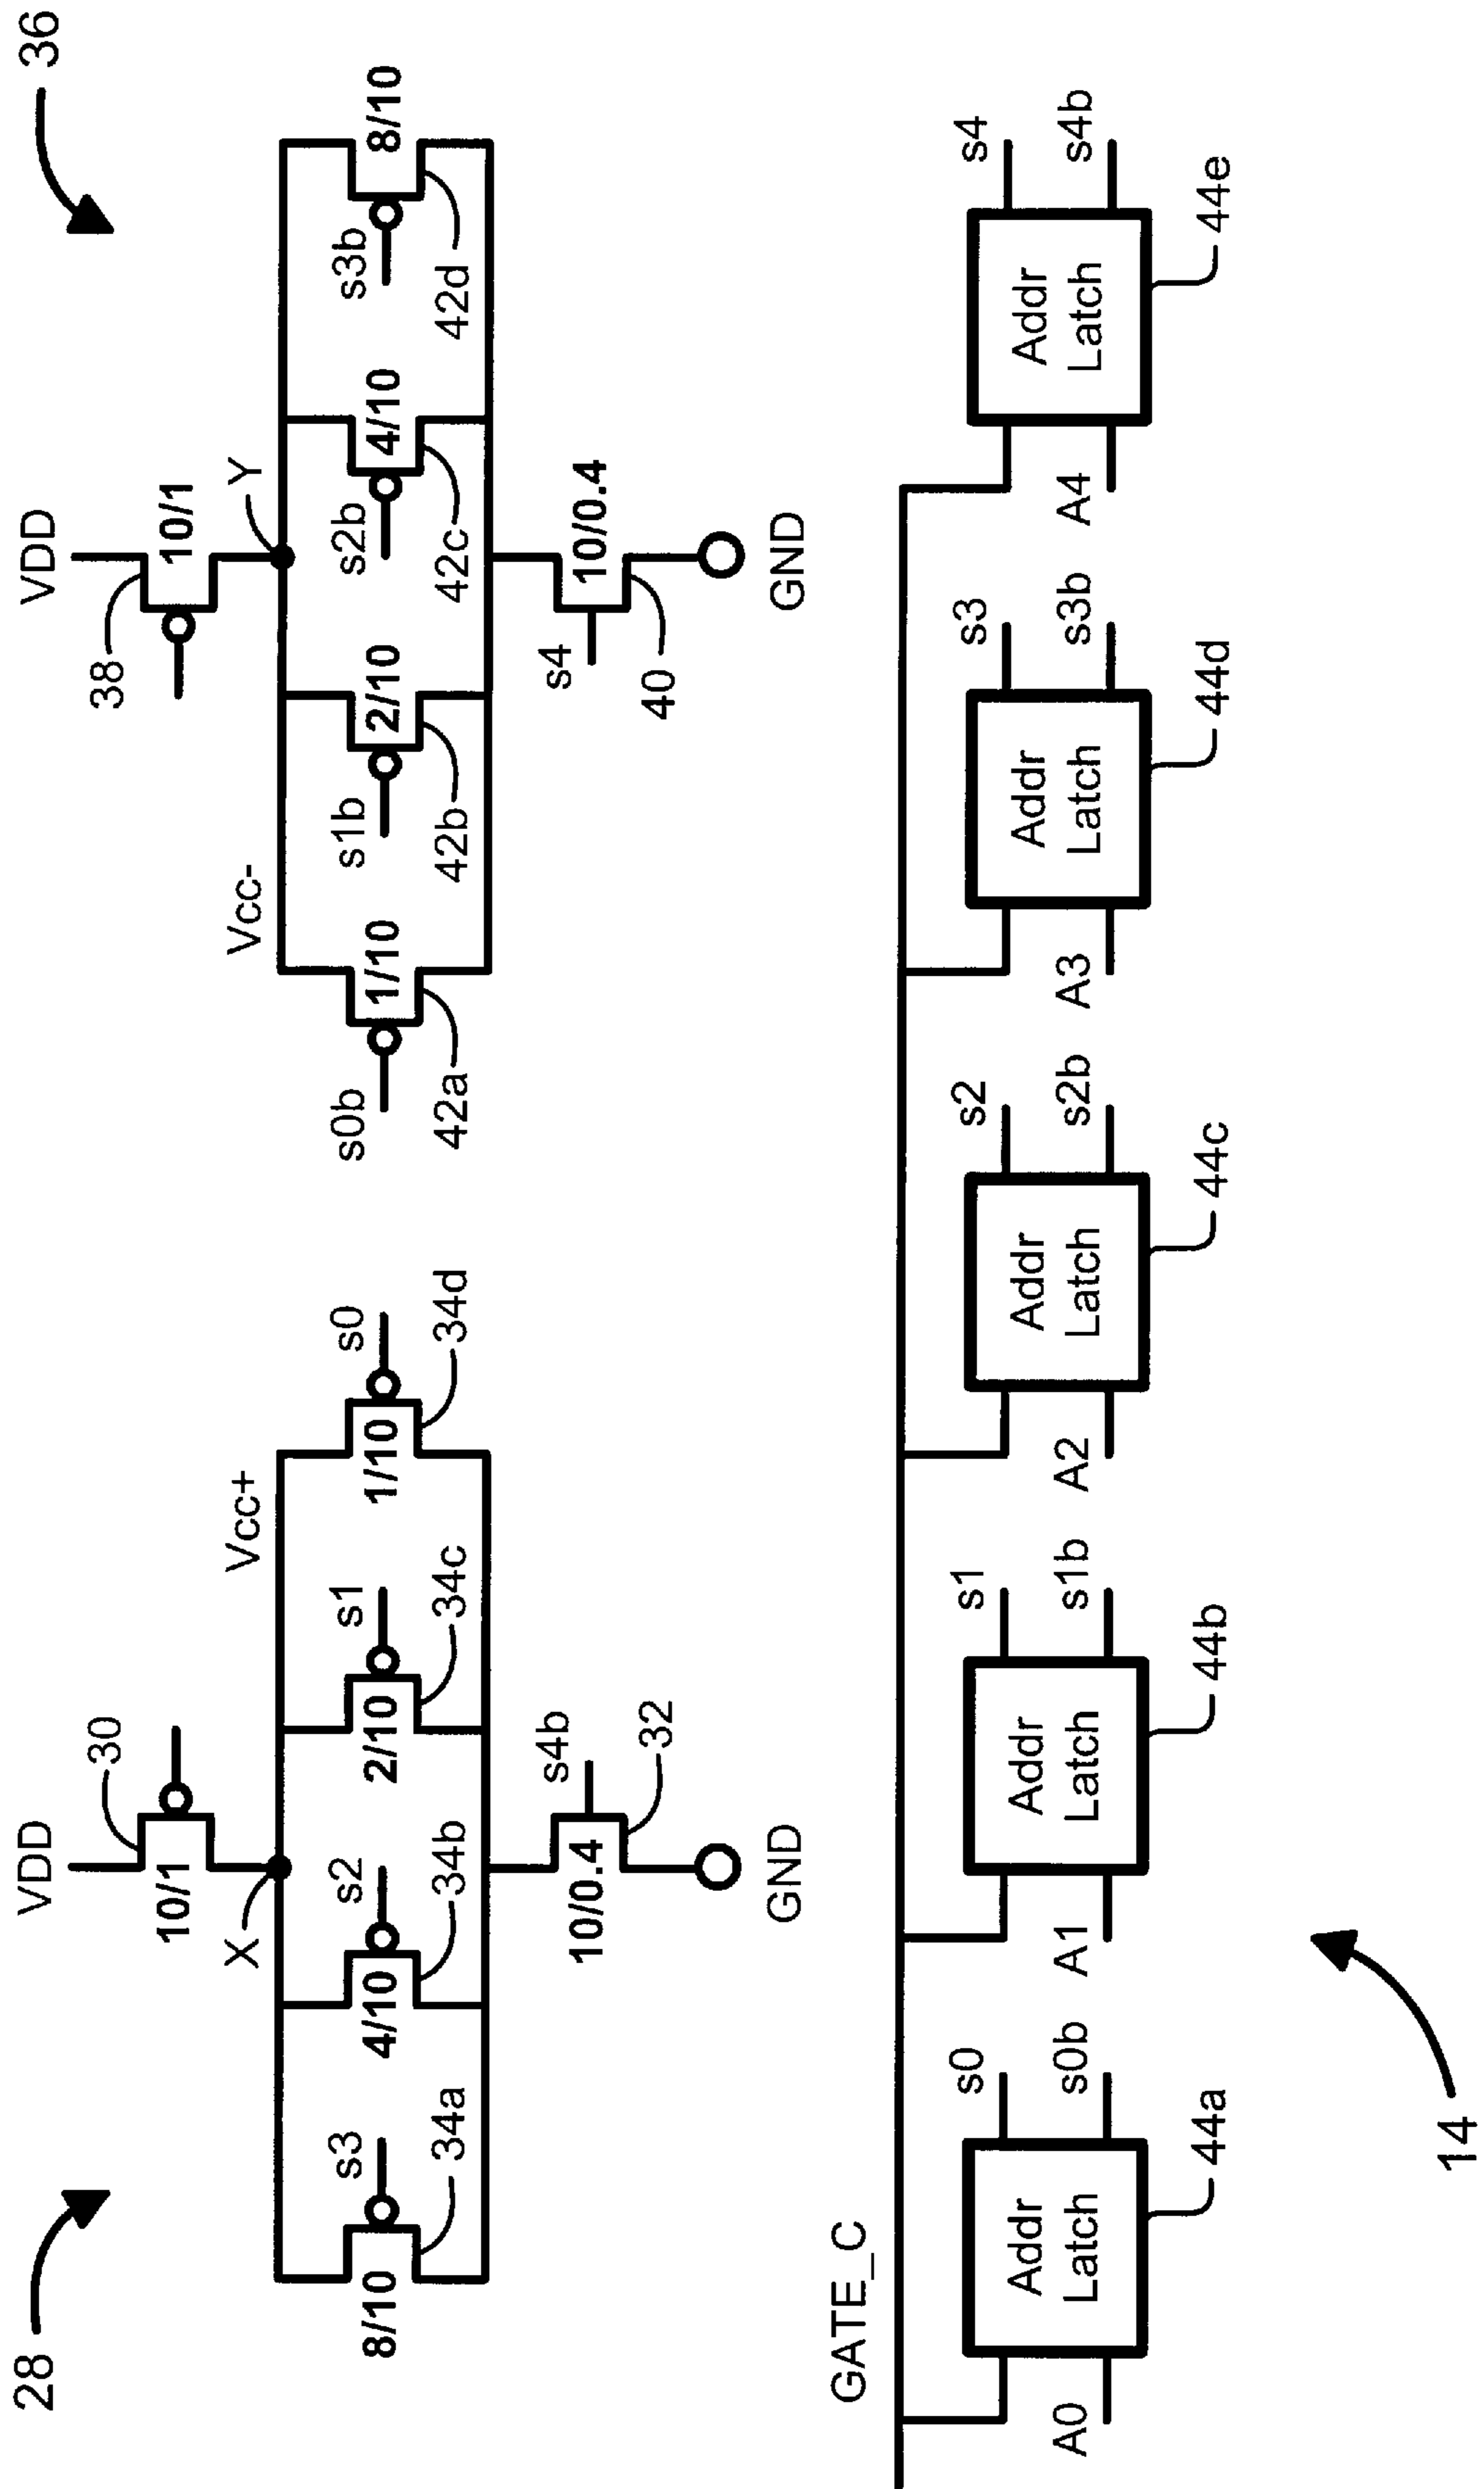 28
36
VDD
VDD
30
38
10/1
10/1
X
Vcc+
Vcc-
Y
s3
s2
s1
s0
s0b
s1b
s2b
s3b
8/10
4/10
2/10
1/10
1/10
2/10
4/10
8/10
34a
34b
34c
34d
42a
42b
42c
42d
s4b
s4
10/0.4
10/0.4
32
40
GND
GND
GATE_C
s0
s1
s2
s3
s4
A0
Addr
Latch
s0b
A1
Addr
Latch
s1b
A2
Addr
Latch
s2b
A3
Addr
Latch
s3b
A4
Addr
Latch
s4b
44a
44b
44c
44d
44e
14